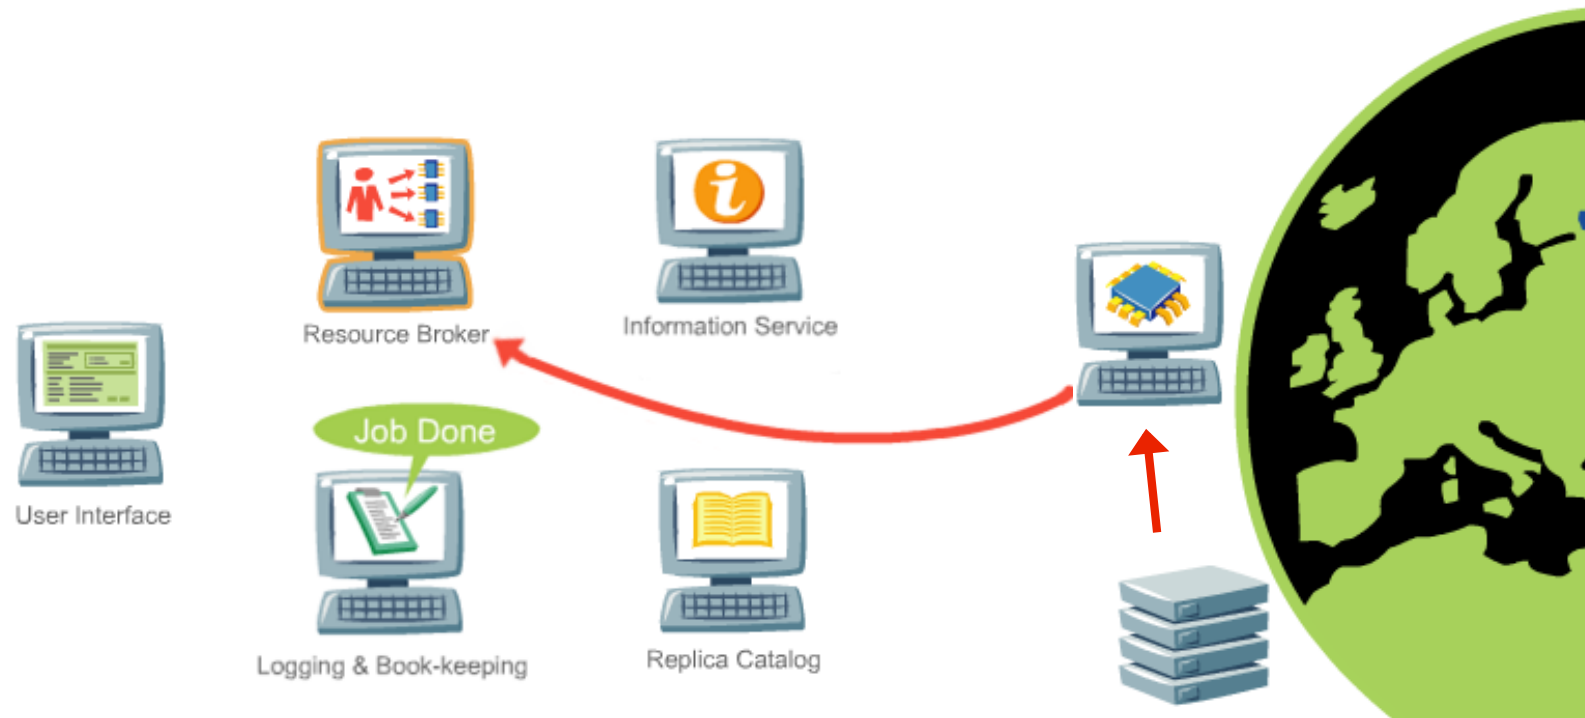 Resource Broker
Information Service
Job Done
User Interface
Logging & Book-keeping
Replica Catalog